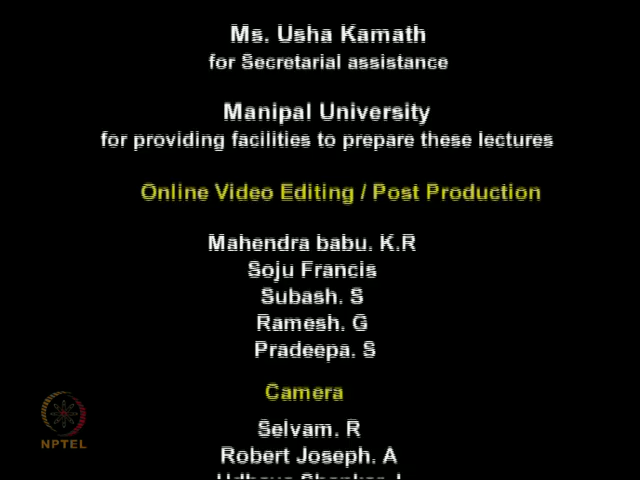 Ms. Usha Kamath
for Secretarial assistance
Manipal University
for providing facilities to prepare these lectures
Online Video Editing / Post Production
Mahendra babu. K.R
Soju Francis
Subash. S
Ramesh. G
Pradeepa. S
Camera
Selvam. R
Robert Joseph. A
NPTEL